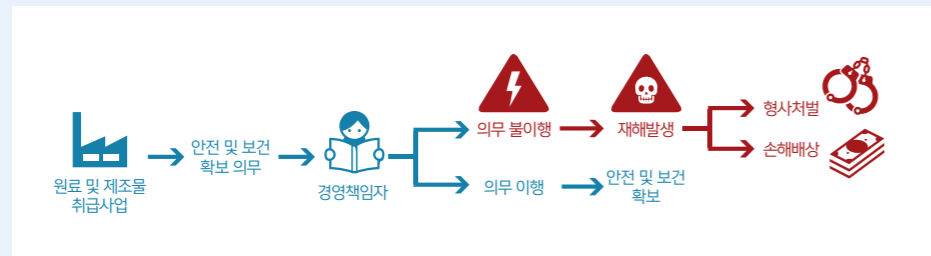 원료 및 제조물
취급사업
안전 및 보건
확보 의무
경영책임자
의무 불이행
재해발생
형사처벌
손해배상
의무 이행
안전 및 보건
확보